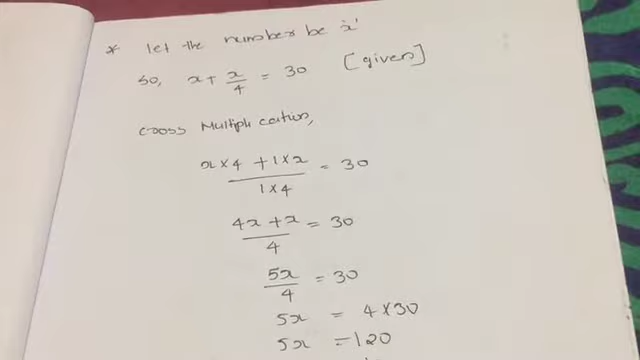 * let the number be 'x'
so, x + x/4 = 30 [given]
cross Multiplication,
x×4 + 1×x / 1×4 = 30
4x + x / 4 = 30
5x / 4 = 30
5x = 4×30
5x = 120